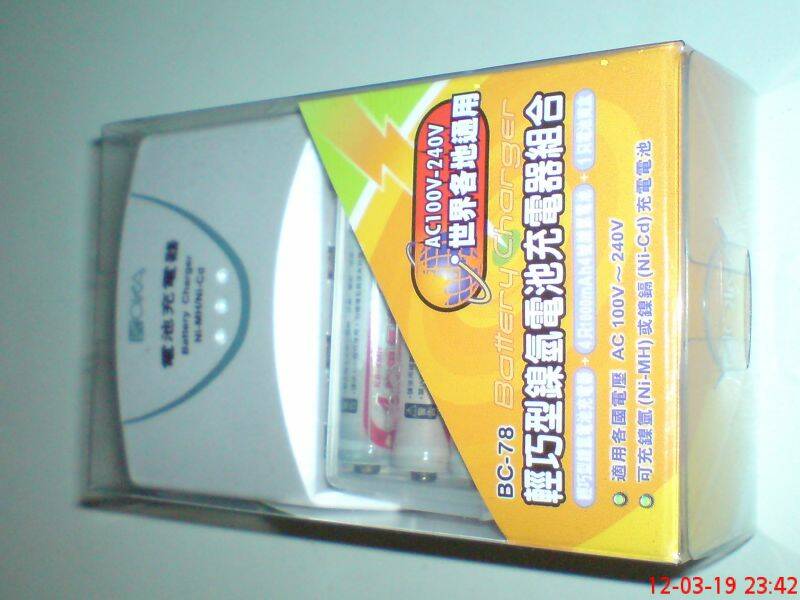 AC100V-240V
世界各地通用
Battery Charger
BC-78
輕巧型鎳氫電池充電器組合
適用各國電壓 AC 100V~240V
可充鎳氫(Ni-MH)或鎳鎘(Ni-Cd)充電電池
電池充電器
Battery Charger
Ni-MH/Ni-Cd
12-03-19 23:42